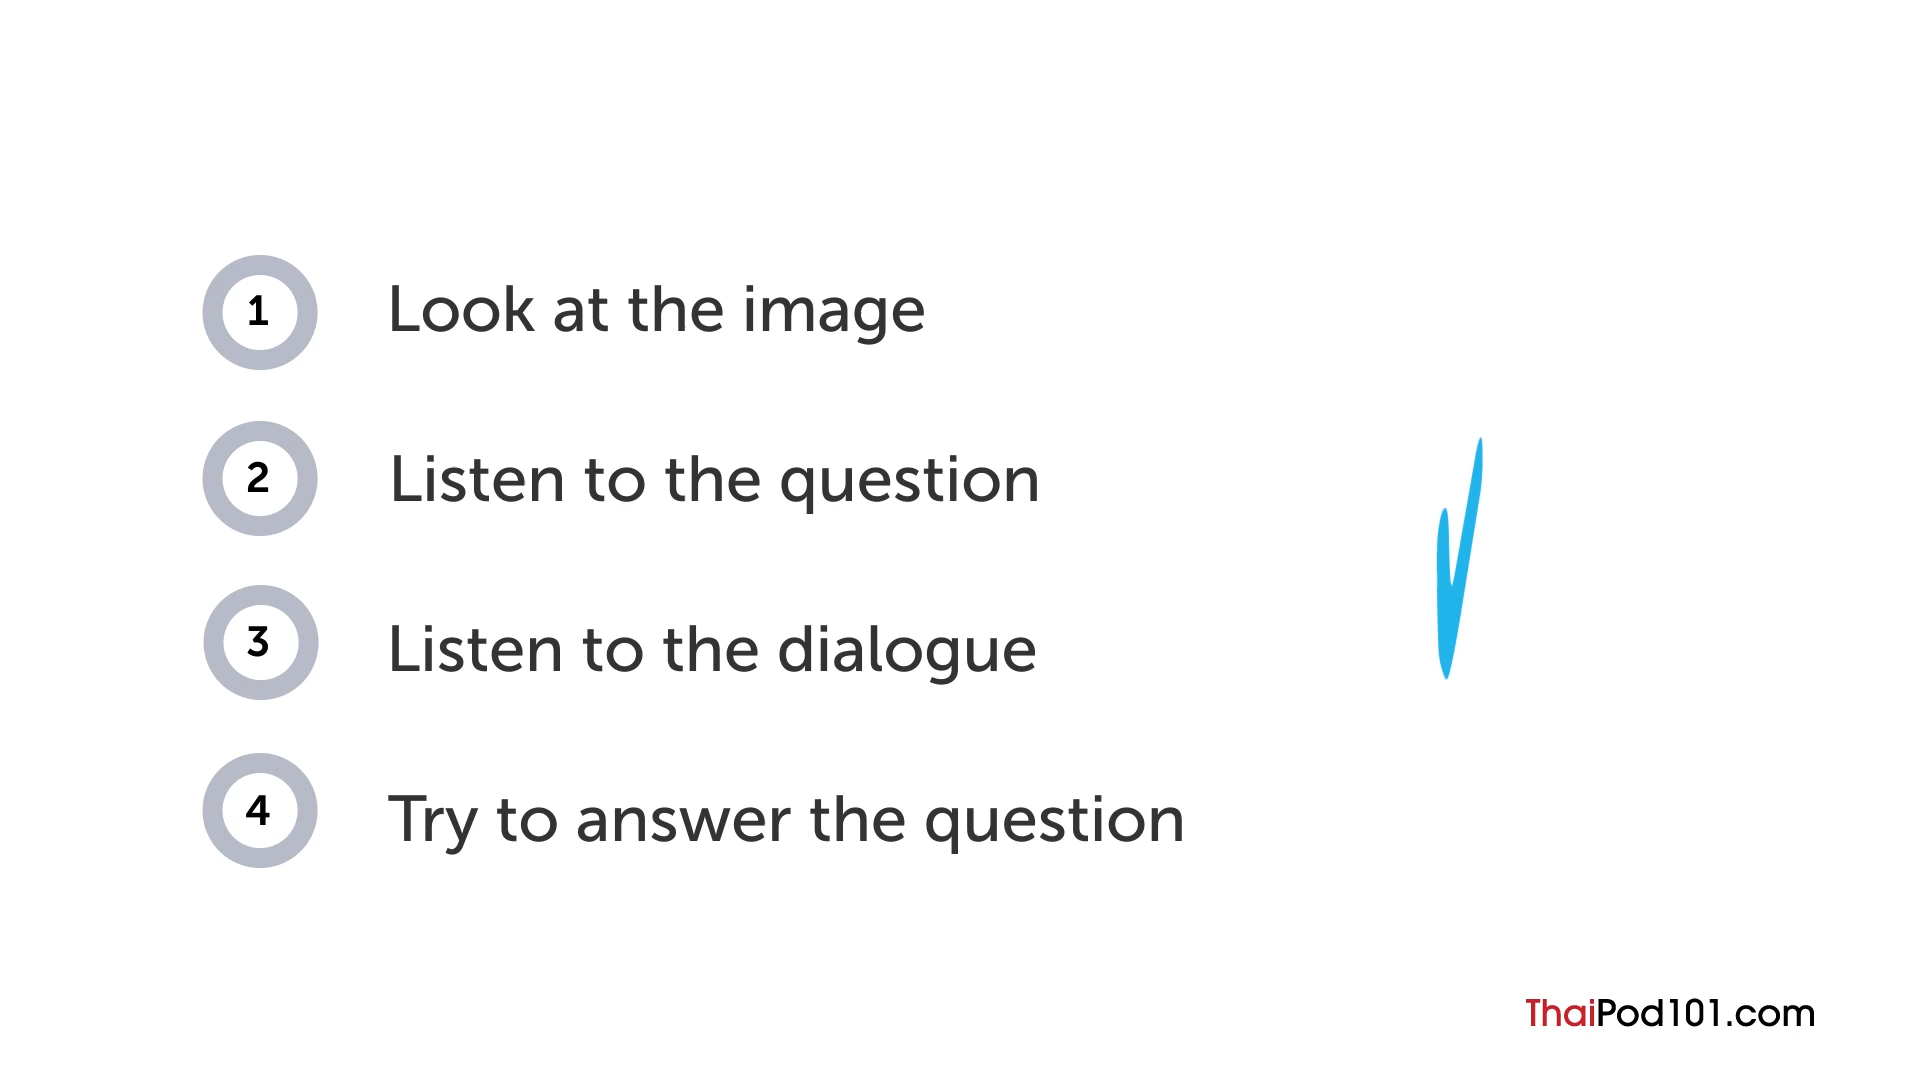 1 Look at the image
2 Listen to the question
3 Listen to the dialogue
4 Try to answer the question
ThaiPod101.com